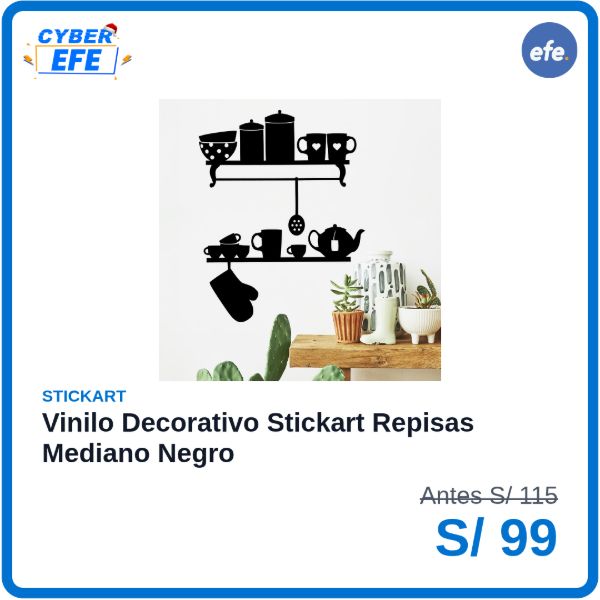 CYBER
EFE
efe.
STICKART
Vinilo Decorativo Stickart Repisas
Mediano Negro
Antes S/ 115
S/ 99